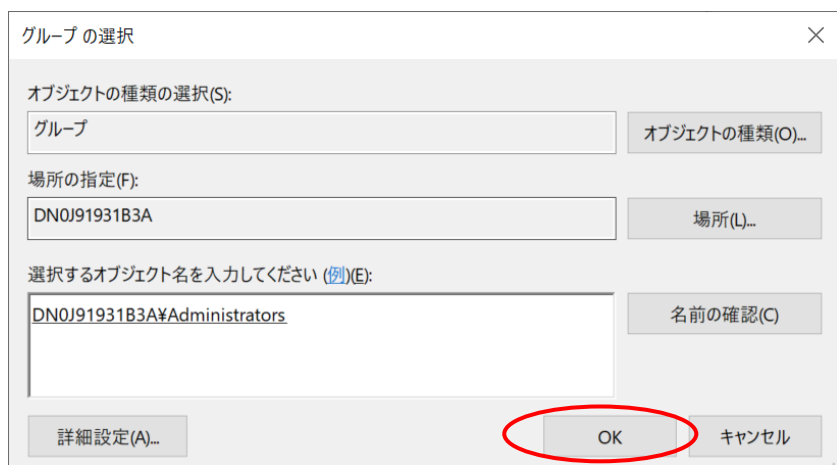 グループ の選択
オブジェクトの種類の選択(S):
グループ
オブジェクトの種類(O)...
場所の指定(F):
DN0J91931B3A
場所(L)...
選択するオブジェクト名を入力してください (例)(E):
DN0J91931B3A¥Administrators
名前の確認(C)
詳細設定(A)...
OK
キャンセル